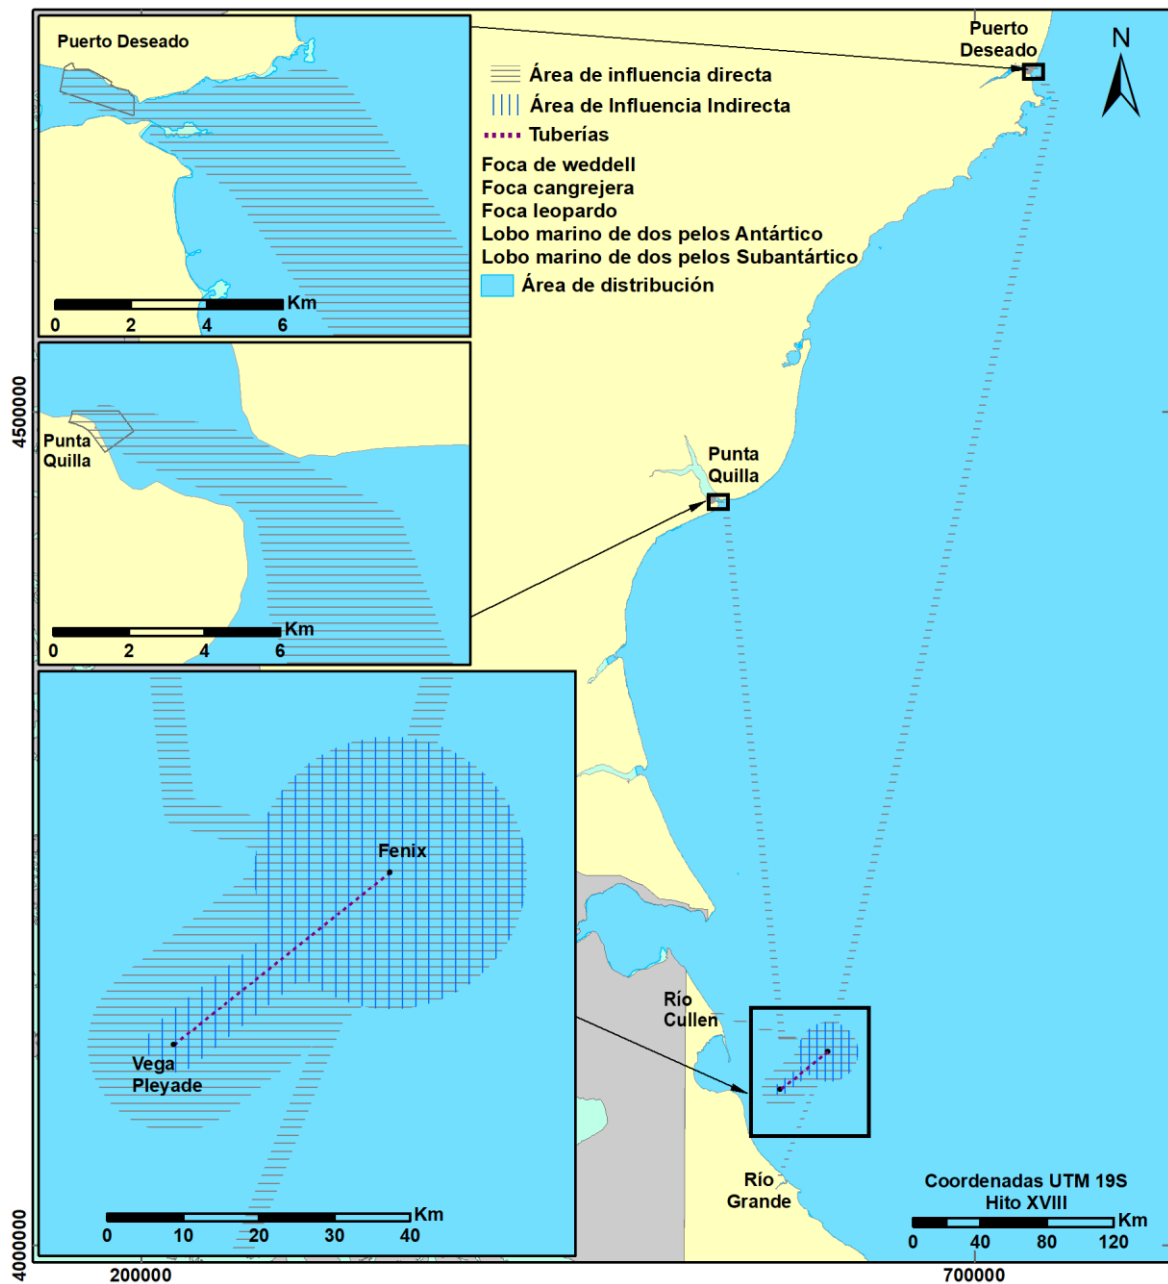 Puerto Deseado
Km
0 2 4 6
Punta
Quilla
Km
0 2 4 6
Fenix
Vega
Pleyade
Km
0 10 20 30 40
Área de influencia directa
Área de Influencia Indirecta
Tuberías
Foca de weddell
Foca cangrejera
Foca leopardo
Lobo marino de dos pelos Antártico
Lobo marino de dos pelos Subantártico
Área de distribución
Puerto
Deseado
N
Punta
Quilla
Río
Cullen
Río
Grande
Coordenadas UTM 19S
Hito XVIII
Km
0 40 80 120
4500000
4000000
200000
700000